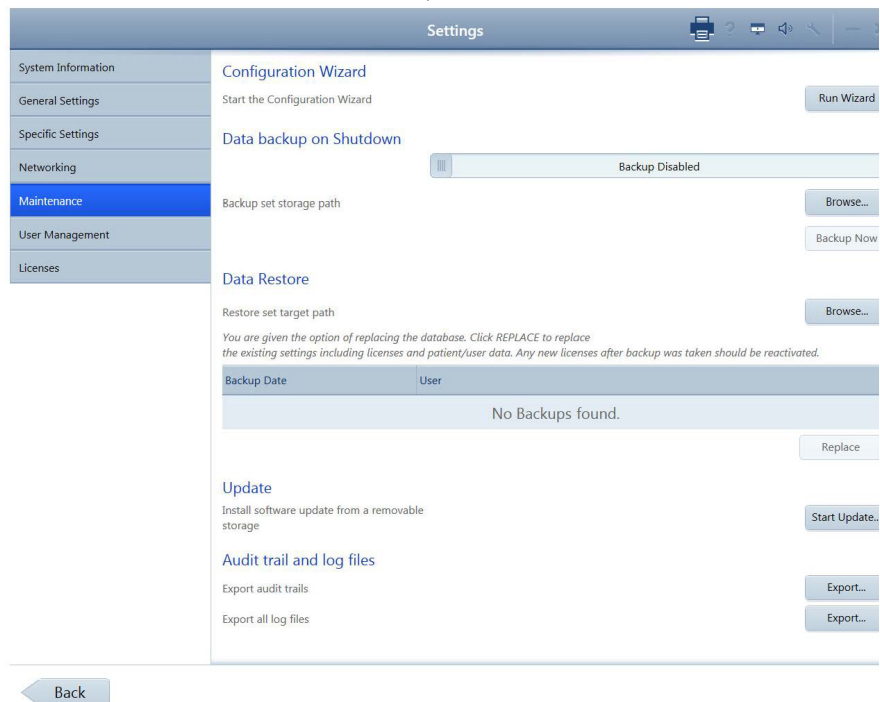 Settings
?
System Information
General Settings
Specific Settings
Networking
Maintenance
User Management
Licenses
Configuration Wizard
Start the Configuration Wizard
Run Wizard
Data backup on Shutdown
Backup Disabled
Backup set storage path
Browse...
Backup Now
Data Restore
Restore set target path
Browse...
You are given the option of replacing the database. Click REPLACE to replace
the existing settings including licenses and patient/user data. Any new licenses after backup was taken should be reactivated.
Backup Date User
No Backups found.
Replace
Update
Install software update from a removable
storage
Start Update..
Audit trail and log files
Export audit trails
Export...
Export all log files
Export...
Back